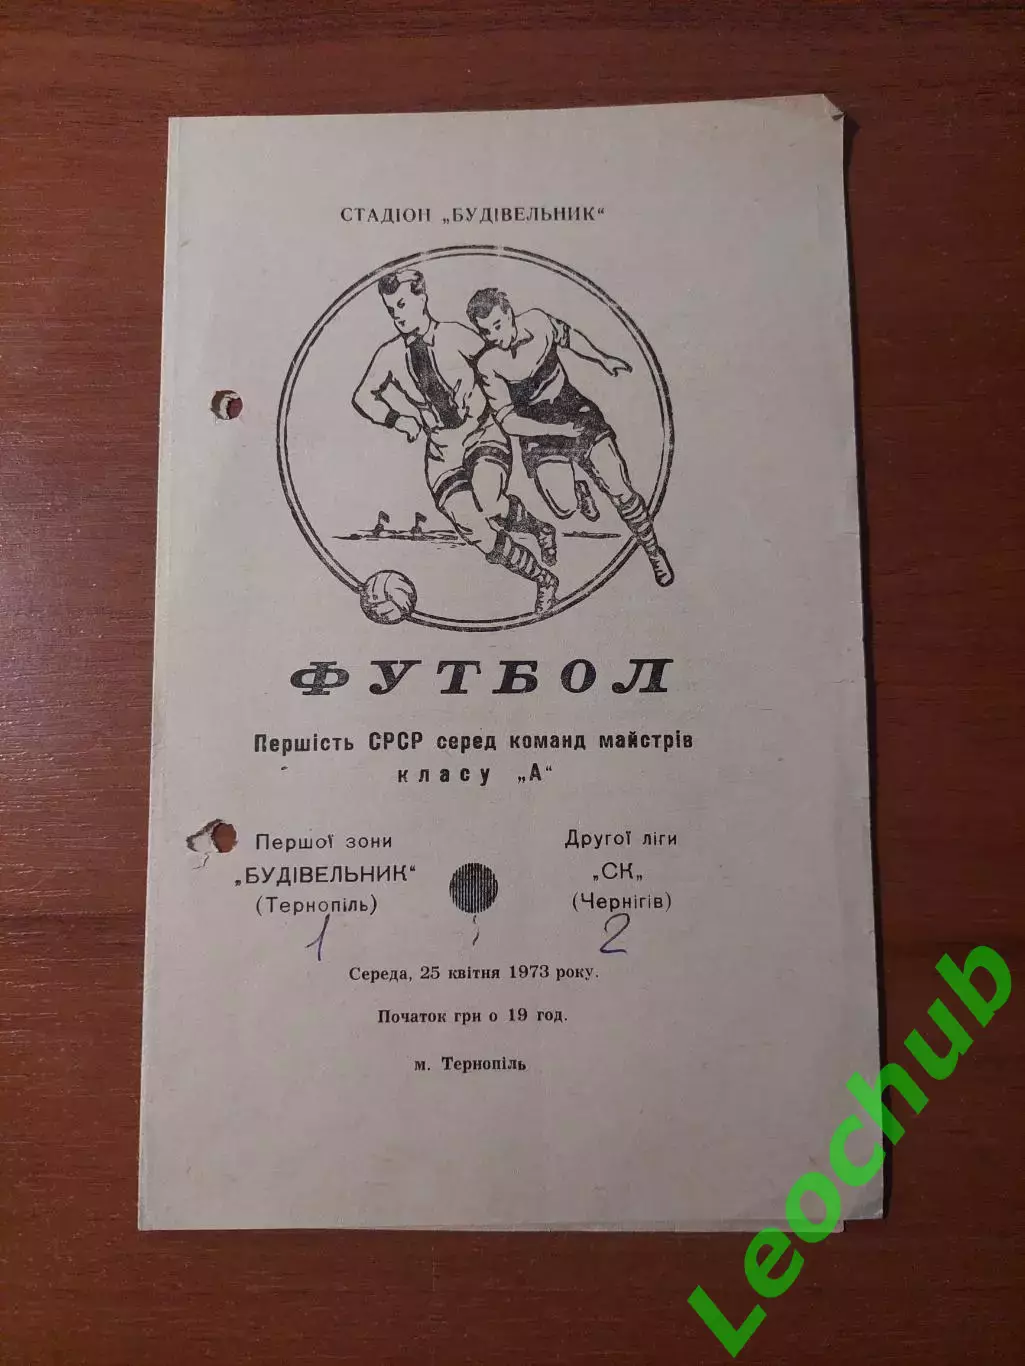 СТАДІОН „БУДІВЕЛЬНИК“
ФУТБОЛ
Першість СРСР серед команд майстрів
класу „А“
Першої зони
„БУДІВЕЛЬНИК“
(Тернопіль)
1
Другої ліги
„СК„
(Чернігів)
2
Середа, 25 квітня 1973 року.
Початок гри о 19 год.
м. Тернопіль
Leochub